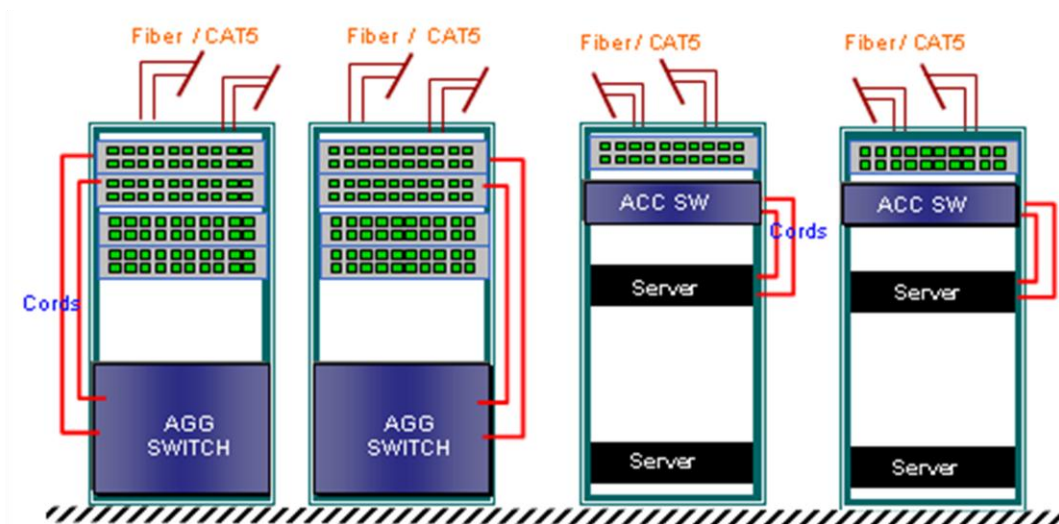 Fiber / CAT5
Fiber / CAT5
Fiber/ CAT5
Fiber/ CAT5
ACC SW
ACC SW
Cords
Server
Server
Cords
AGG
SWITCH
AGG
SWITCH
Server
Server